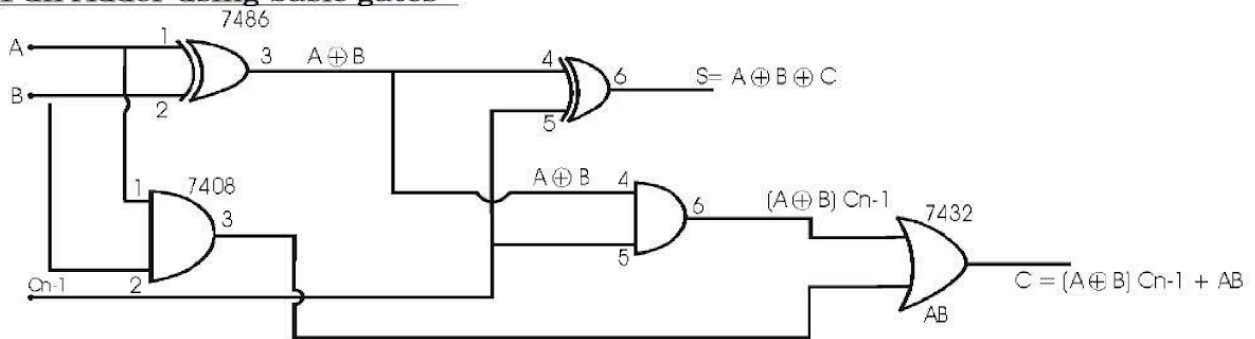 Full Adder using basic gates
7486
A
1
3
A ⊕ B
4
6
S= A ⊕ B ⊕ C
B
2
5
1
7408
3
A ⊕ B
4
6
(A ⊕ B) Cn-1
7432
5
Cn-1
2
C = (A ⊕ B) Cn-1 + AB
AB